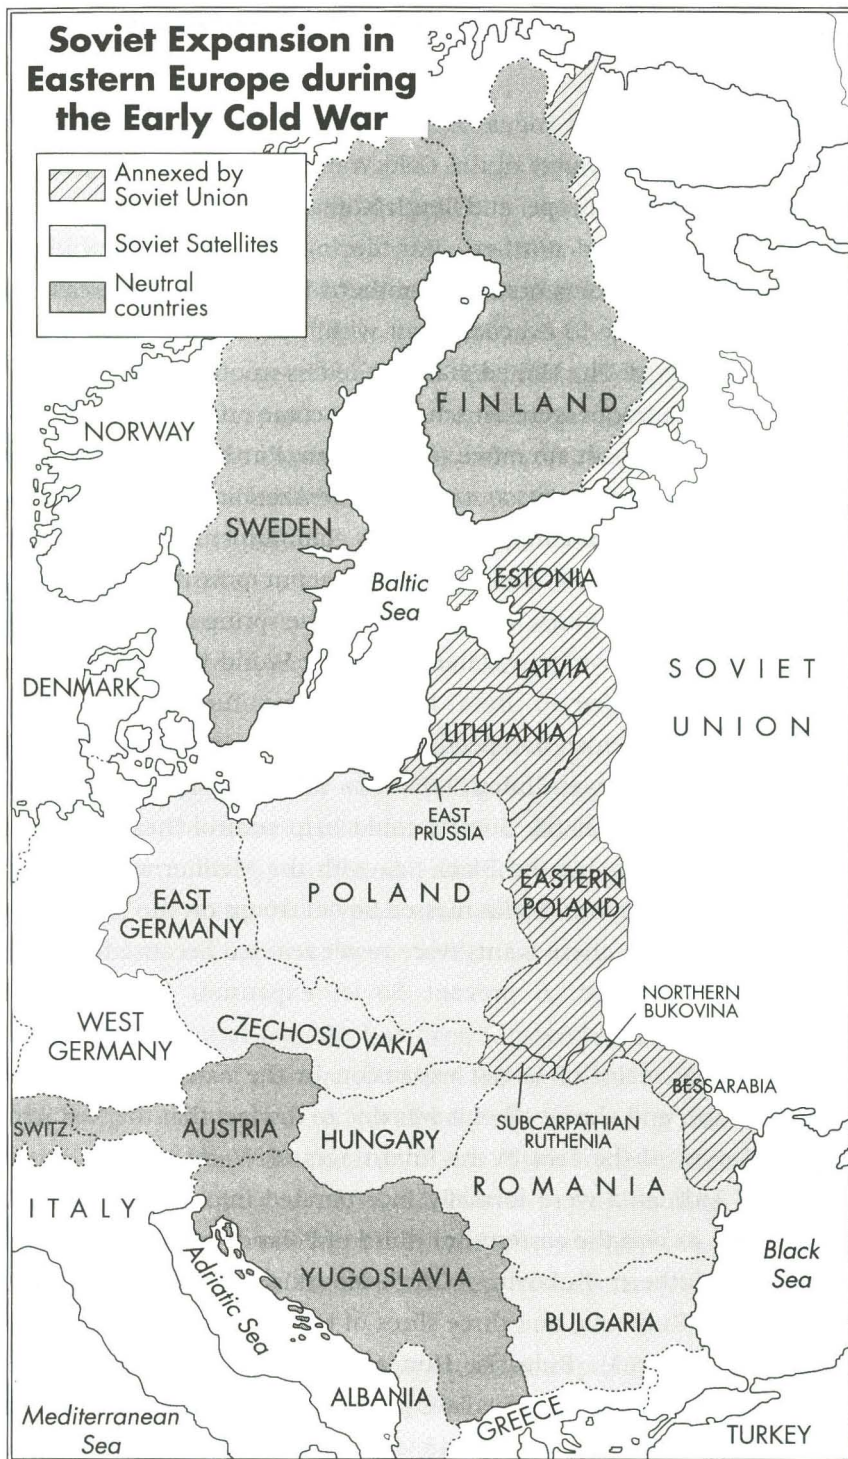 Soviet Expansion in
Eastern Europe during
the Early Cold War
Annexed by
Soviet Union
Soviet Satellites
Neutral
countries
NORWAY
FINLAND
SWEDEN
Baltic
Sea
ESTONIA
LATVIA
SOVIET
UNION
DENMARK
LITHUANIA
EAST
PRUSSIA
POLAND
EASTERN
POLAND
EAST
GERMANY
NORTHERN
BUKOVINA
WEST
GERMANY
CZECHOSLOVAKIA
BESSARABIA
SWITZ.
AUSTRIA
HUNGARY
SUBCARPATHIAN
RUTHENIA
ROMANIA
ITALY
Adriatic Sea
YUGOSLAVIA
Black
Sea
BULGARIA
ALBANIA
Mediterranean
Sea
GREECE
TURKEY